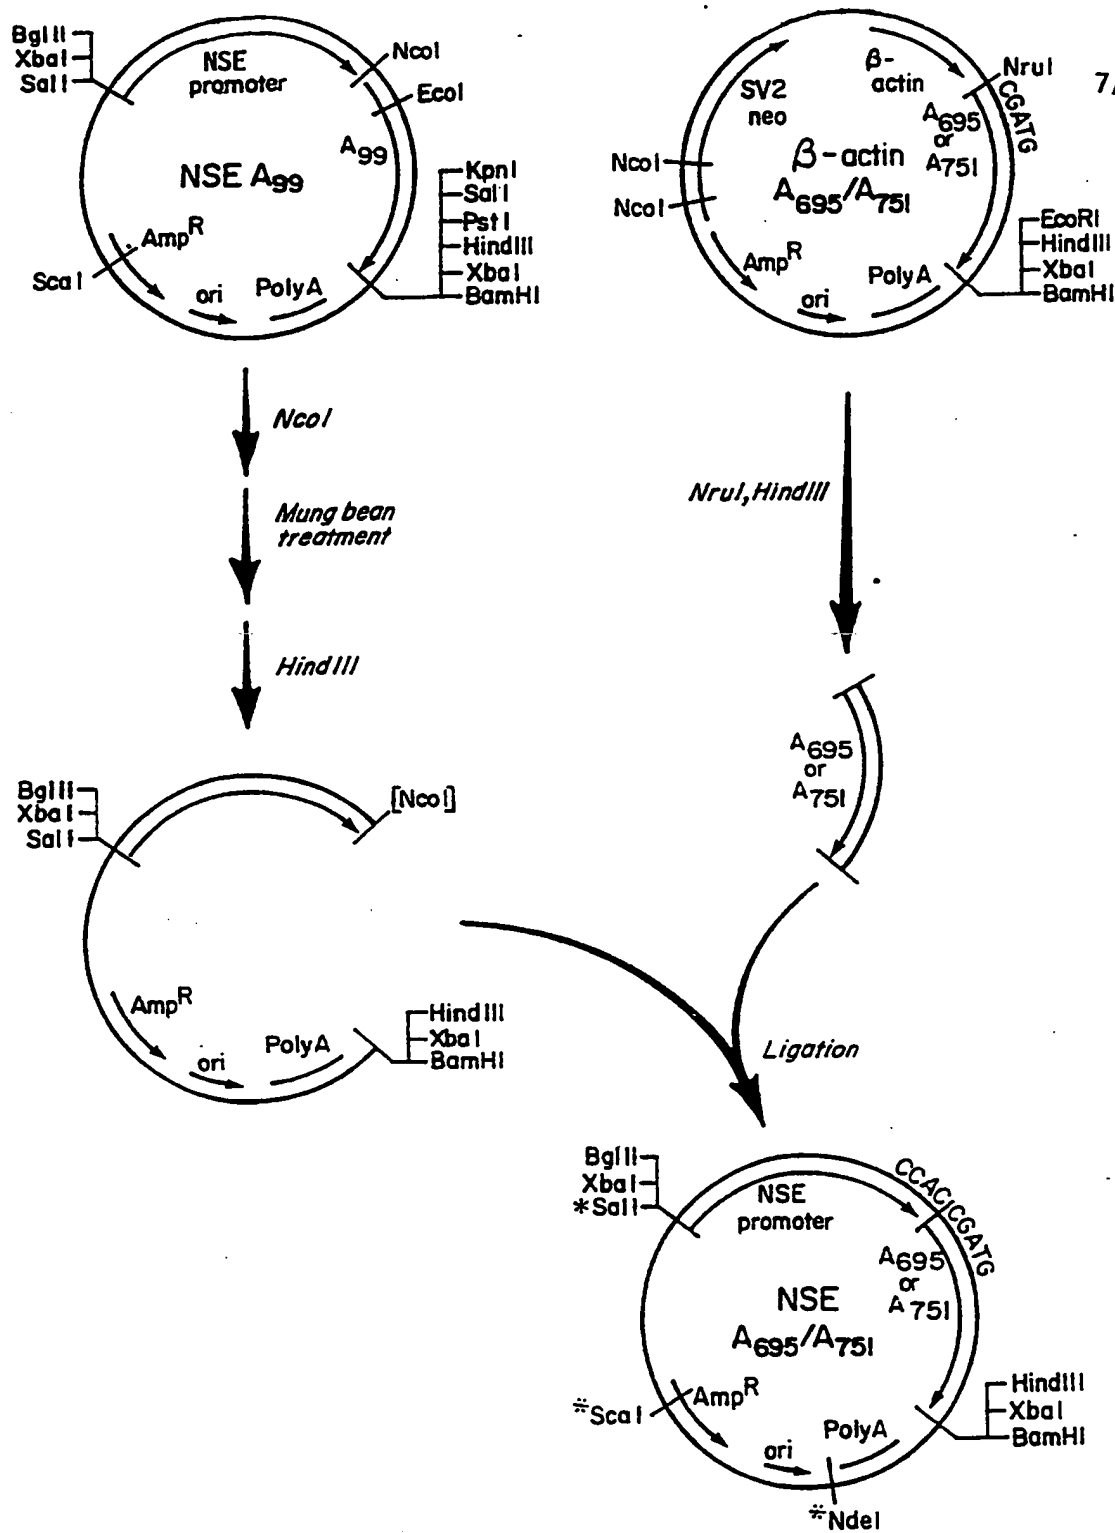 BglII
XbaI
SalI
NSE
promoter
NcoI
EcoI
A99
NSE A99
KpnI
SalI
PstI
HindIII
XbaI
BamHI
AmpR
ScaI
ori
PolyA
7/
SV2
neo
β-
actin
NruI
CGATG
A695
or
A751
β-actin
A695/A751
NcoI
NcoI
AmpR
ori
PolyA
EcoRI
HindIII
XbaI
BamHI
NcoI
Mung bean
treatment
HindIII
NruI, HindIII
A695
or
A751
BglII
XbaI
SalI
[NcoI]
AmpR
ori
PolyA
HindIII
XbaI
BamHI
Ligation
BglII
XbaI
*SalI
NSE
promoter
CCAC|CGATG
A695
or
A751
NSE
A695/A751
AmpR
※ScaI
ori
PolyA
※NdeI
HindIII
XbaI
BamHI